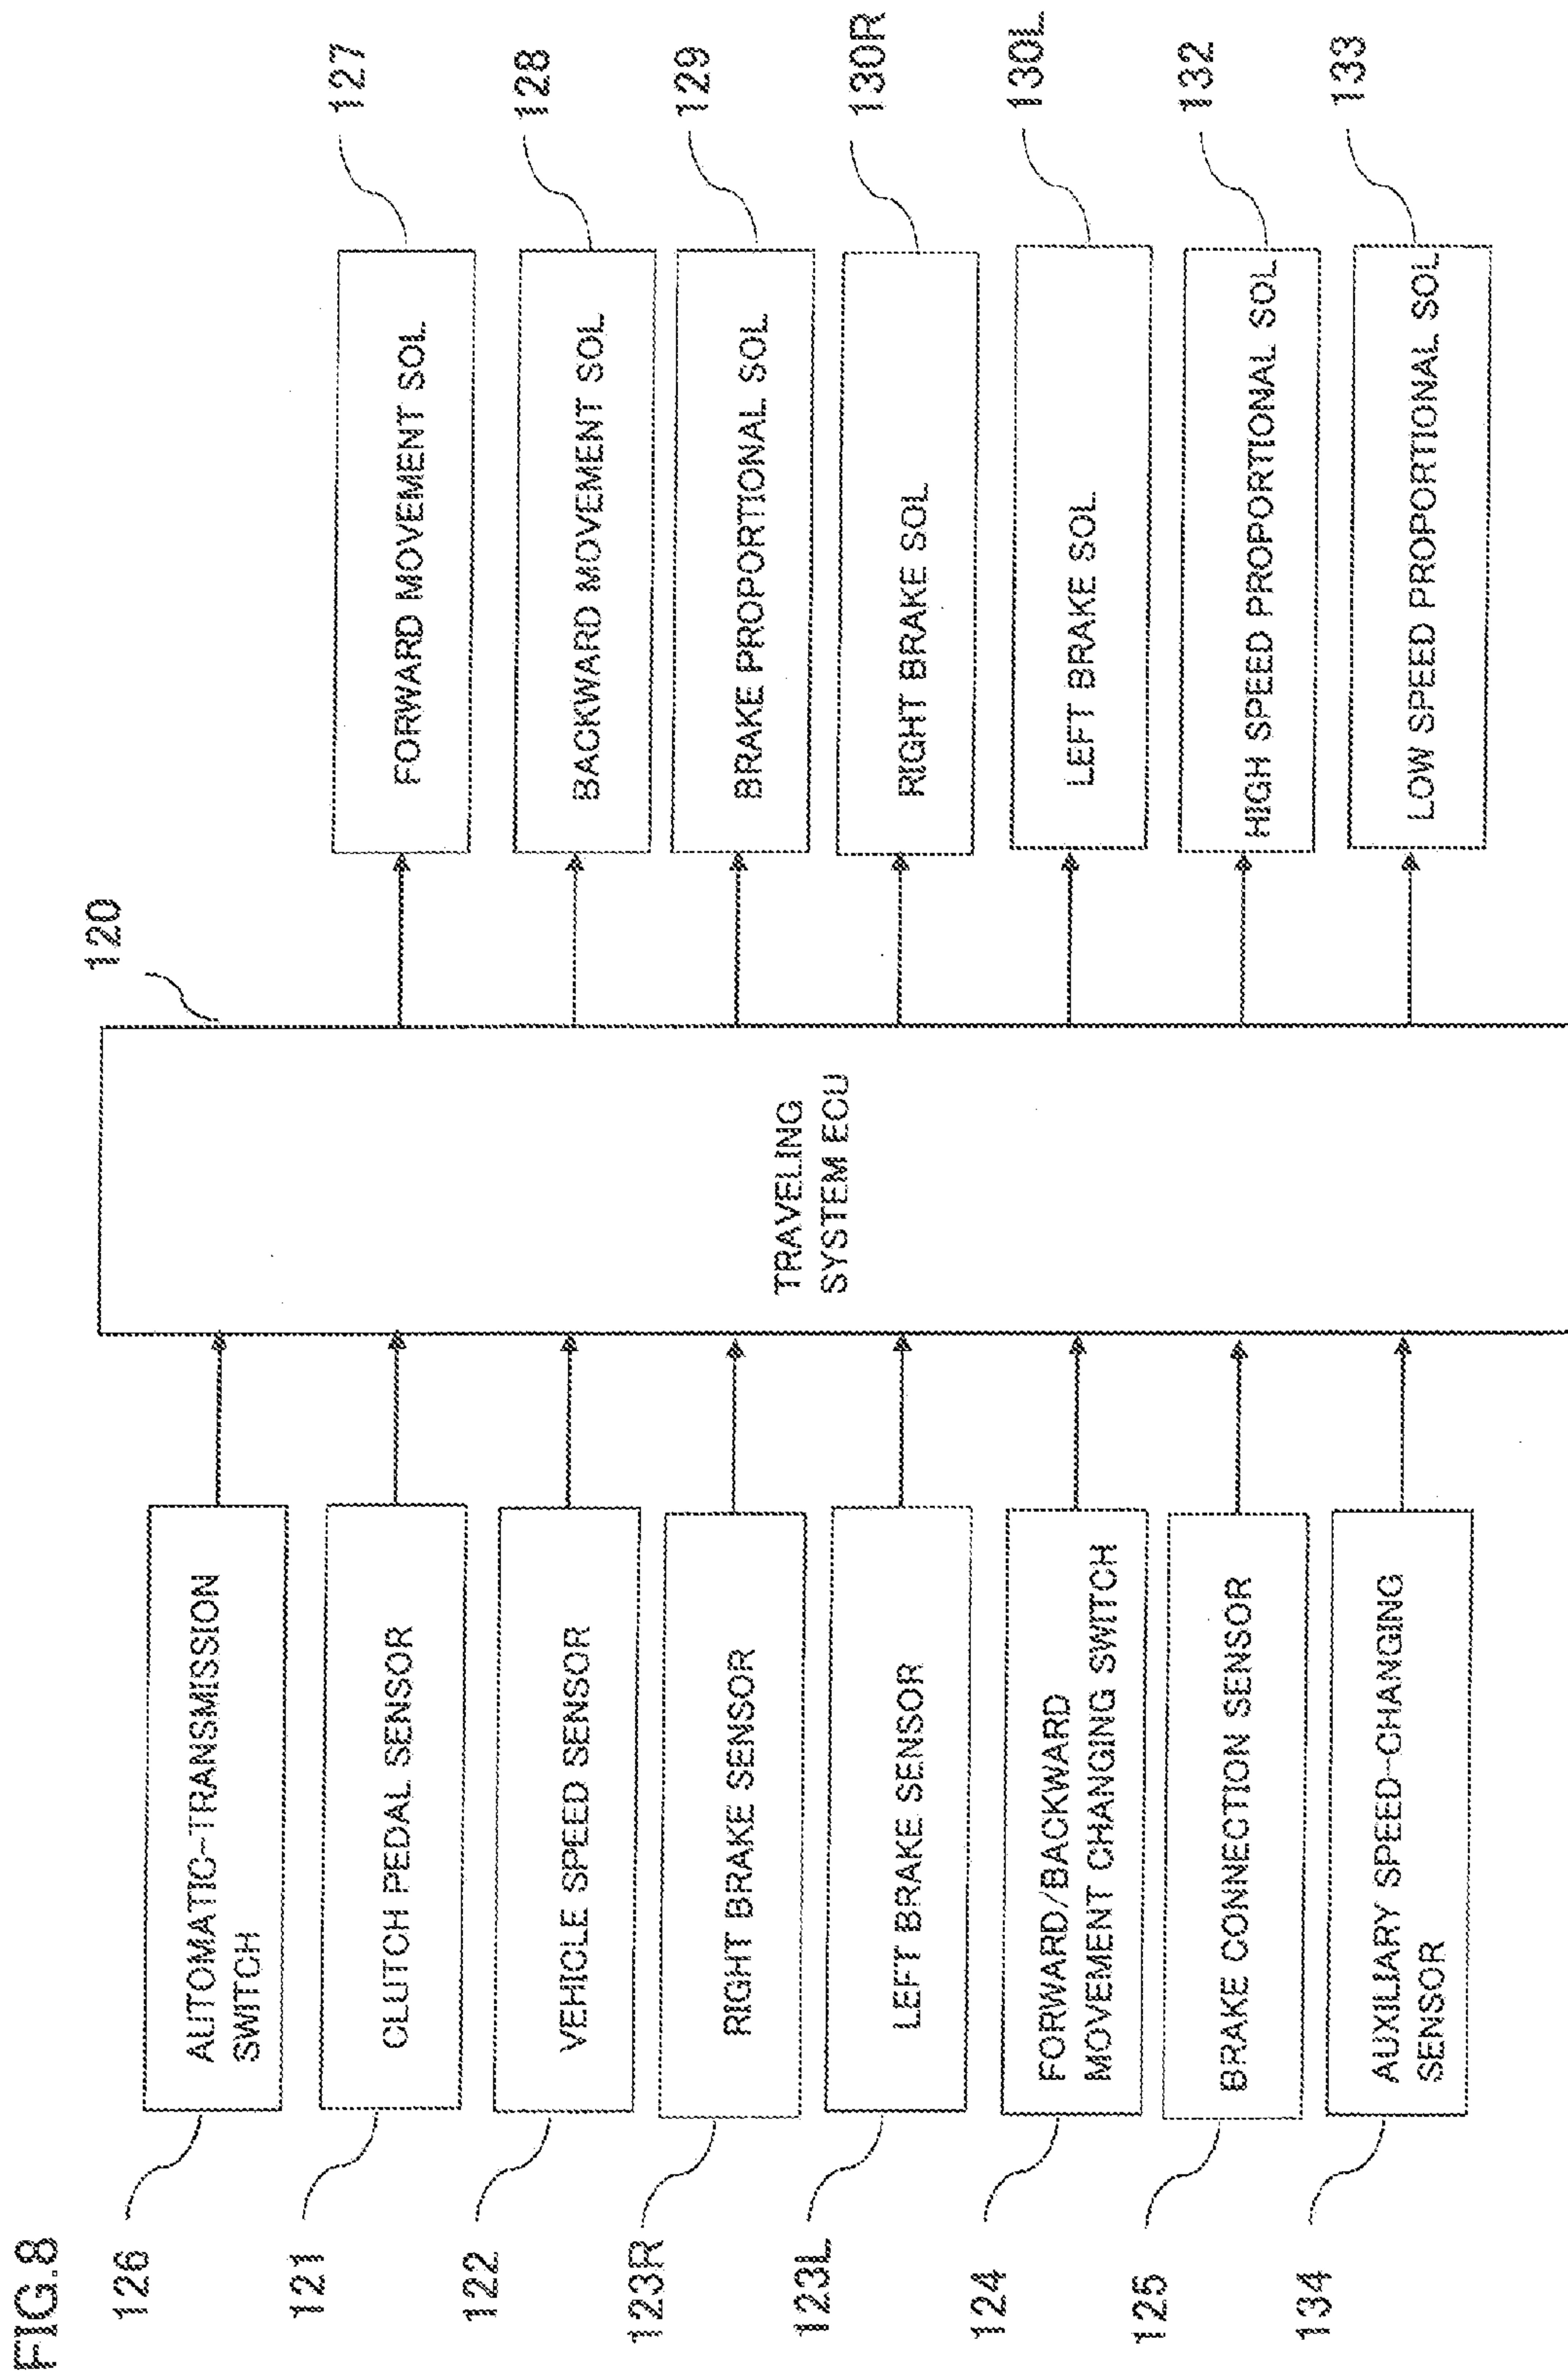 FIG.8
126
AUTOMATIC-TRANSMISSION
SWITCH
121
CLUTCH PEDAL SENSOR
122
VEHICLE SPEED SENSOR
123R
RIGHT BRAKE SENSOR
123L
LEFT BRAKE SENSOR
124
FORWARD/BACKWARD
MOVEMENT CHANGING SWITCH
125
BRAKE CONNECTION SENSOR
134
AUXILIARY SPEED-CHANGING
SENSOR
120
TRAVELING
SYSTEM ECU
FORWARD MOVEMENT SOL
127
BACKWARD MOVEMENT SOL
128
BRAKE PROPORTIONAL SOL
129
RIGHT BRAKE SOL
130R
LEFT BRAKE SOL
130L
HIGH SPEED PROPORTIONAL SOL
132
LOW SPEED PROPORTIONAL SOL
133